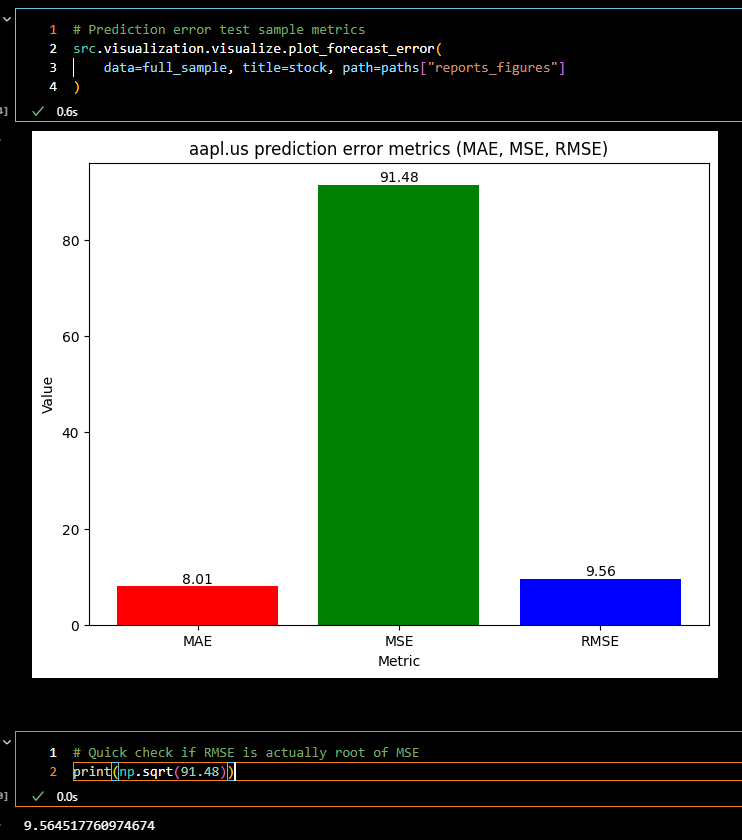 1 # Prediction error test sample metrics
2 src.visualization.visualize.plot_forecast_error(
3 data=full_sample, title=stock, path=paths["reports_figures"]
4 )
0.6s
aapl.us prediction error metrics (MAE, MSE, RMSE)
91.48
80
60
Value
40
20
8.01
9.56
0
MAE MSE RMSE
Metric
1 # Quick check if RMSE is actually root of MSE
2 print(np.sqrt(91.48))
0.0s
9.564517760974674